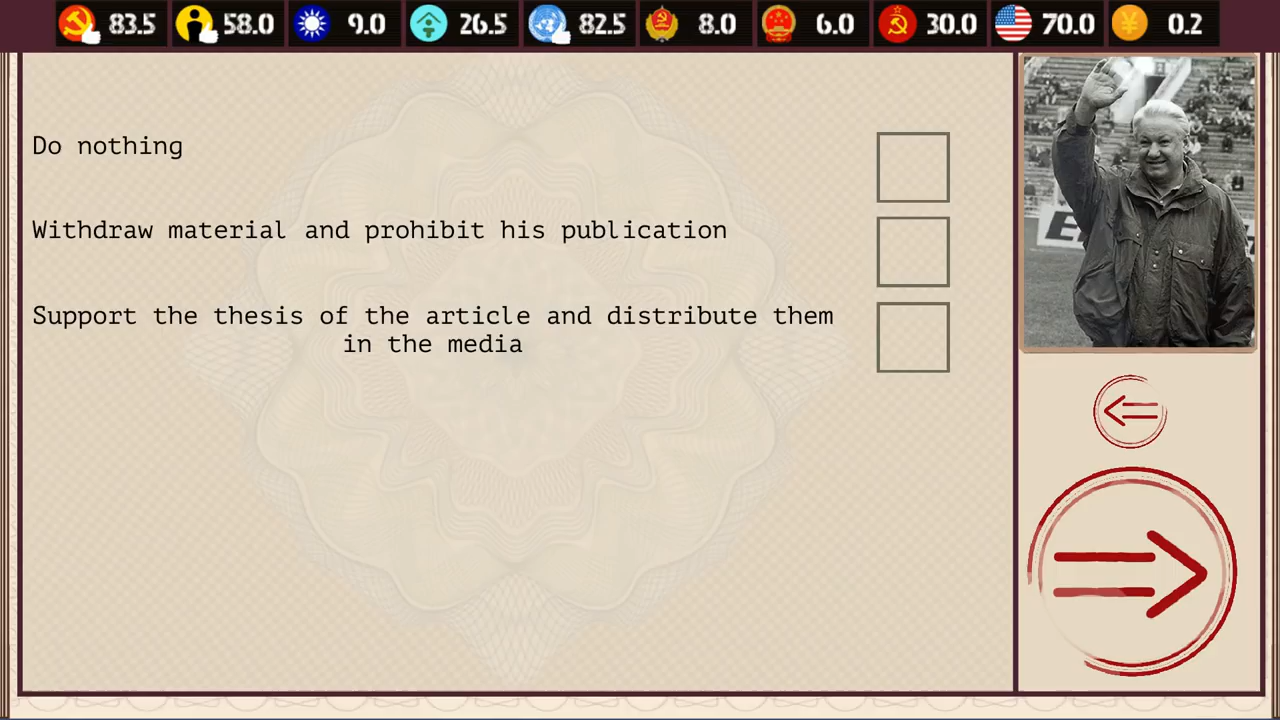 83.5 58.0 9.0 26.5 82.5 8.0 6.0 30.0 70.0 0.2
Do nothing
Withdraw material and prohibit his publication
Support the thesis of the article and distribute them
in the media